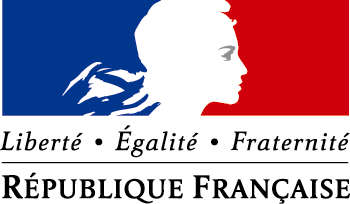 Liberté • Égalité • Fraternité
RÉPUBLIQUE FRANÇAISE